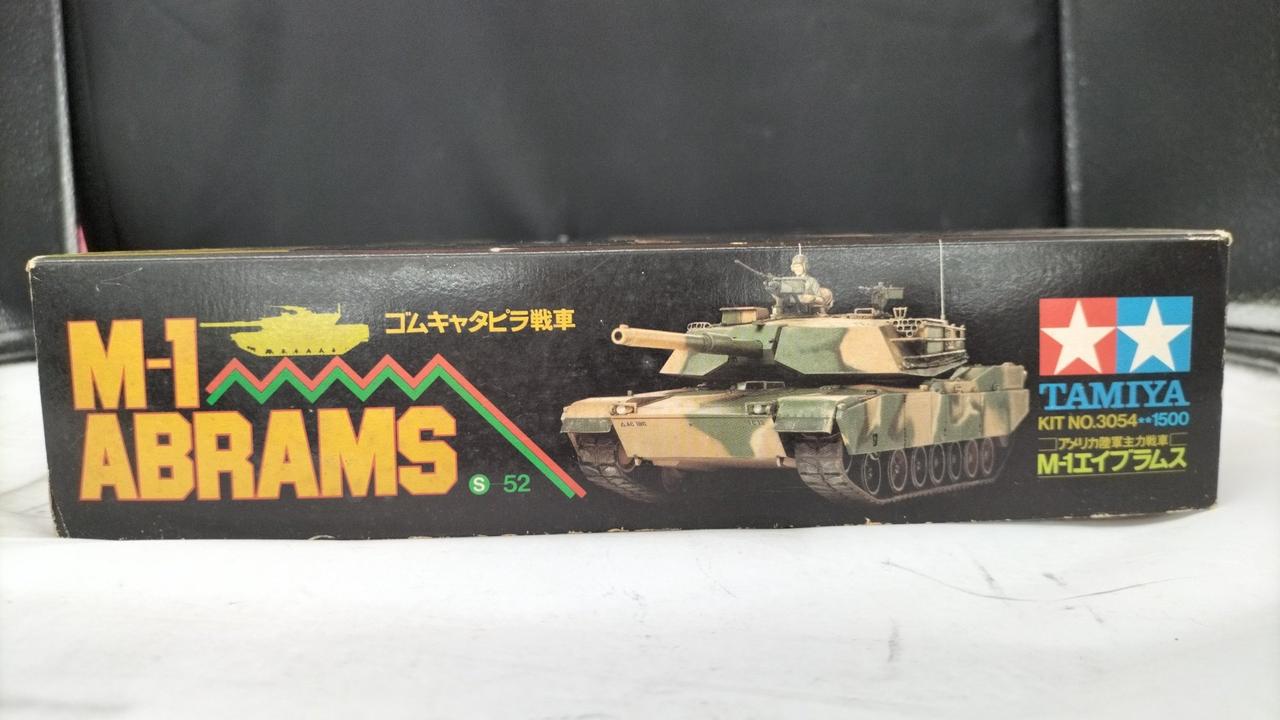 M-1
ABRAMS
ゴムキャタピラ戦車
S 52
TAMIYA
KIT NO.3054★★1500
アメリカ陸軍主力戦車
M-1エイブラムス